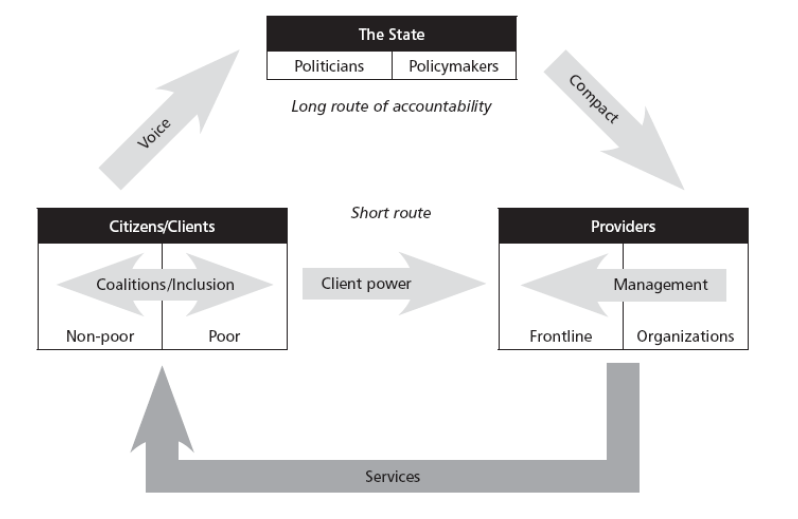 The State
Politicians
Policymakers
Long route of accountability
Voice
Compact
Short route
Citizens/Clients
Providers
Coalitions/Inclusion
Client power
Management
Non-poor
Poor
Frontline
Organizations
Services